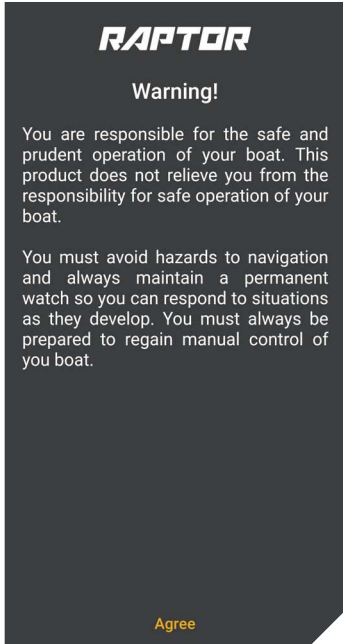 RAPTOR
Warning!
You are responsible for the safe and
prudent operation of your boat. This
product does not relieve you from the
responsibility for safe operation of your
boat.
You must avoid hazards to navigation
and always maintain a permanent
watch so you can respond to situations
as they develop. You must always be
prepared to regain manual control of
you boat.
Agree